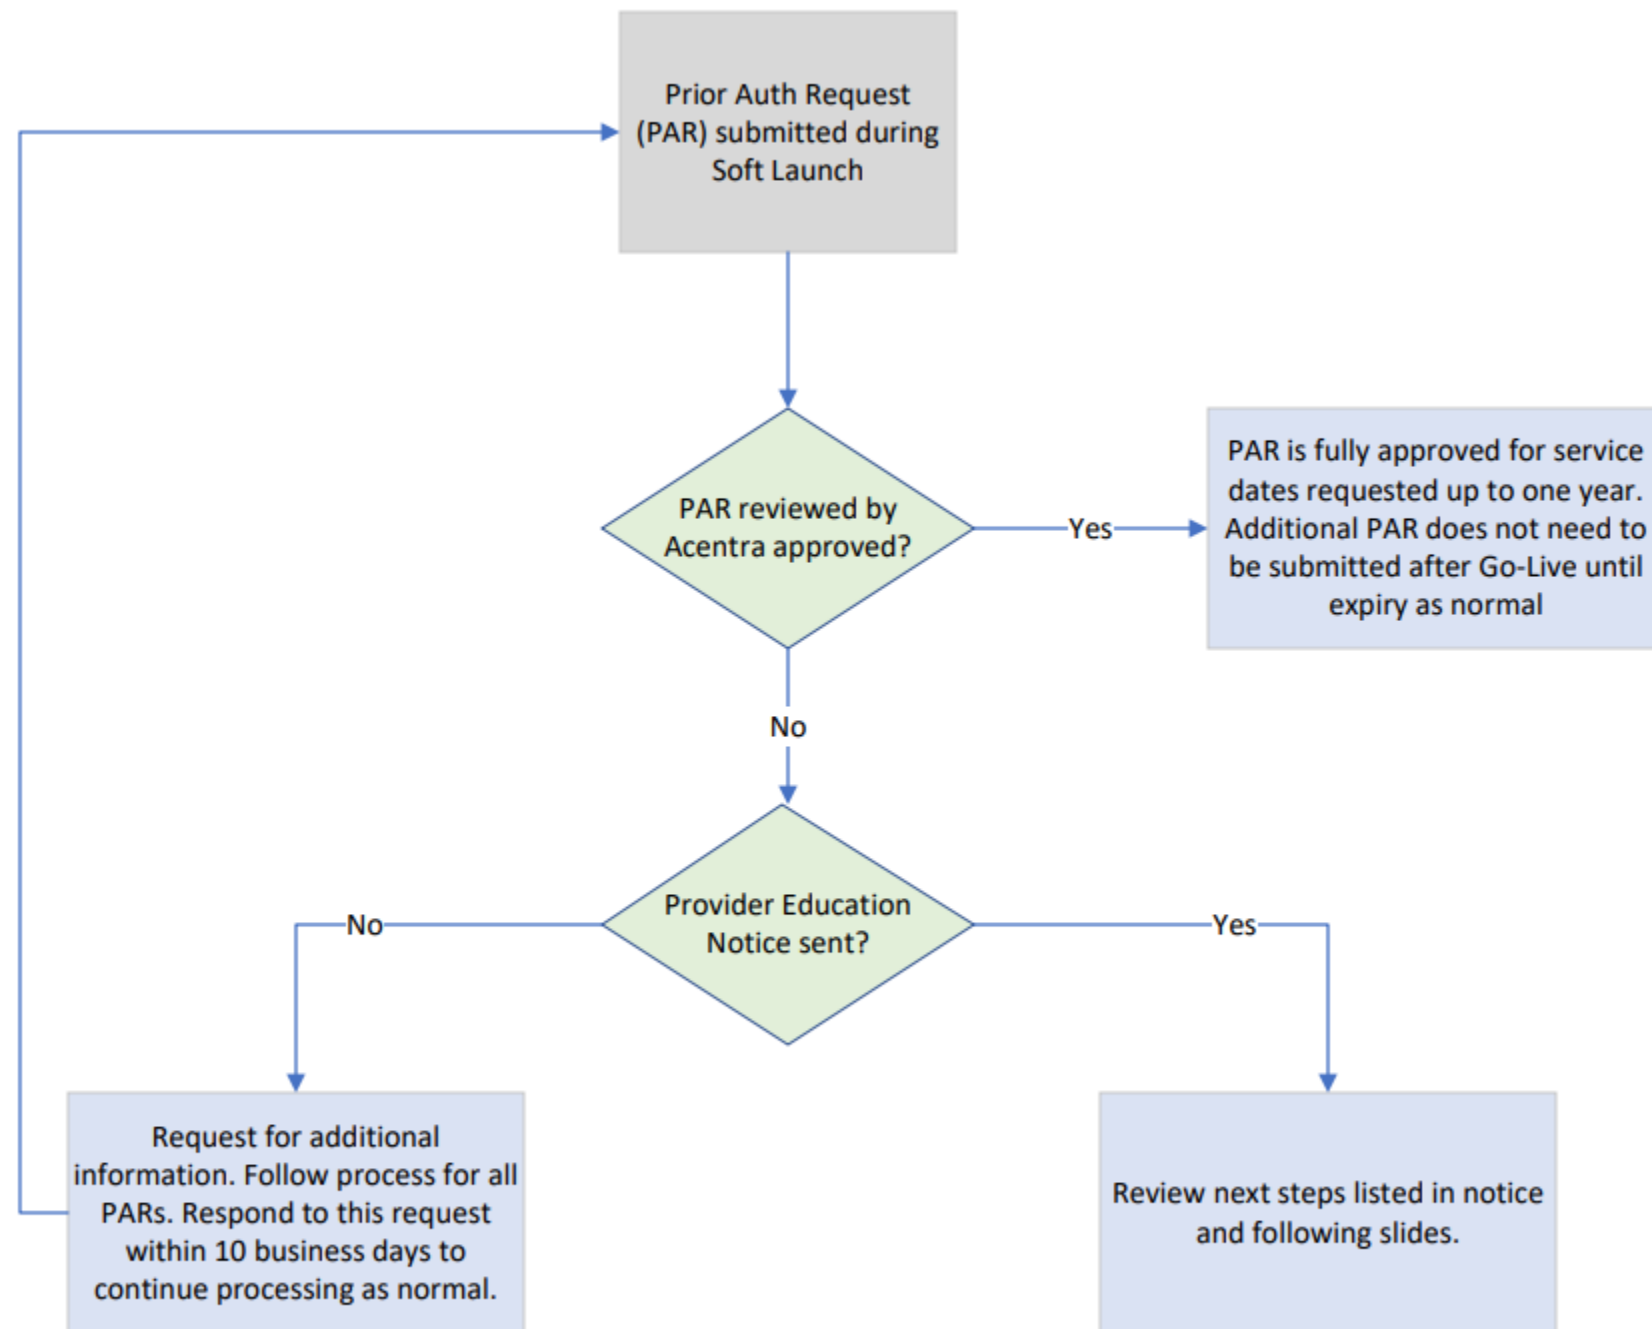 Prior Auth Request
(PAR) submitted during
Soft Launch
PAR reviewed by
Acentra approved?
Yes
PAR is fully approved for service
dates requested up to one year.
Additional PAR does not need to
be submitted after Go-Live until
expiry as normal
No
Provider Education
Notice sent?
No
Yes
Request for additional
information. Follow process for all
PARs. Respond to this request
within 10 business days to
continue processing as normal.
Review next steps listed in notice
and following slides.